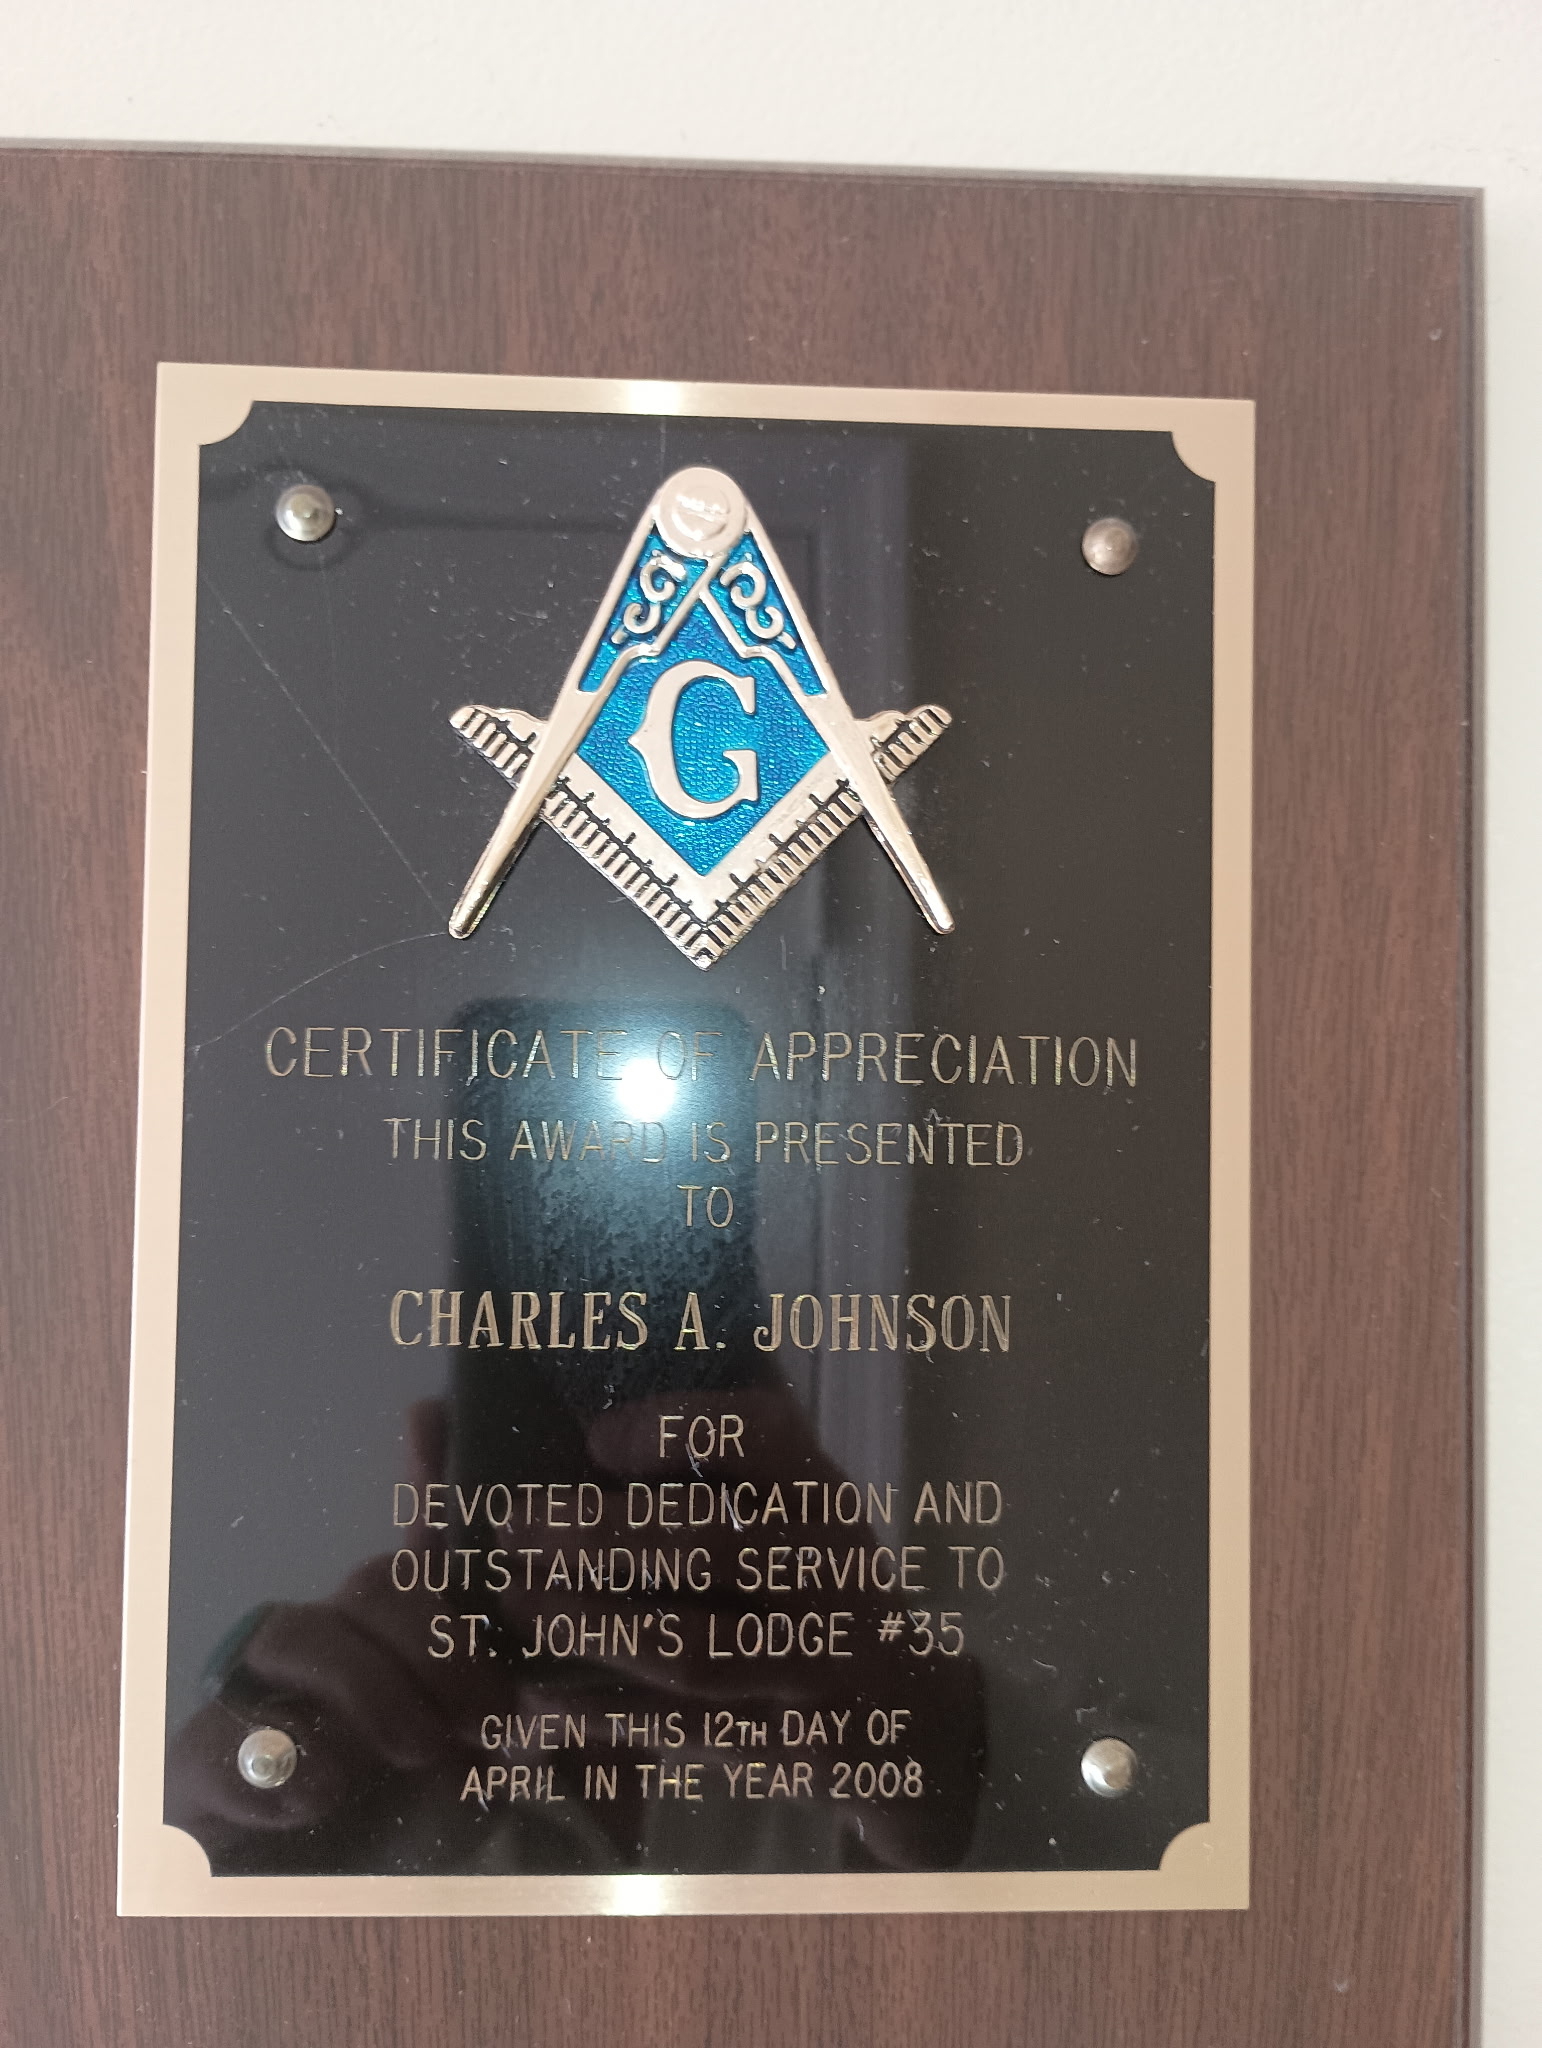 G
CERTIFICATE OF APPRECIATION
THIS AWARD IS PRESENTED
TO
CHARLES A. JOHNSON
FOR
DEVOTED DEDICATION AND
OUTSTANDING SERVICE TO
ST. JOHN'S LODGE #35
GIVEN THIS 12TH DAY OF
APRIL IN THE YEAR 2008